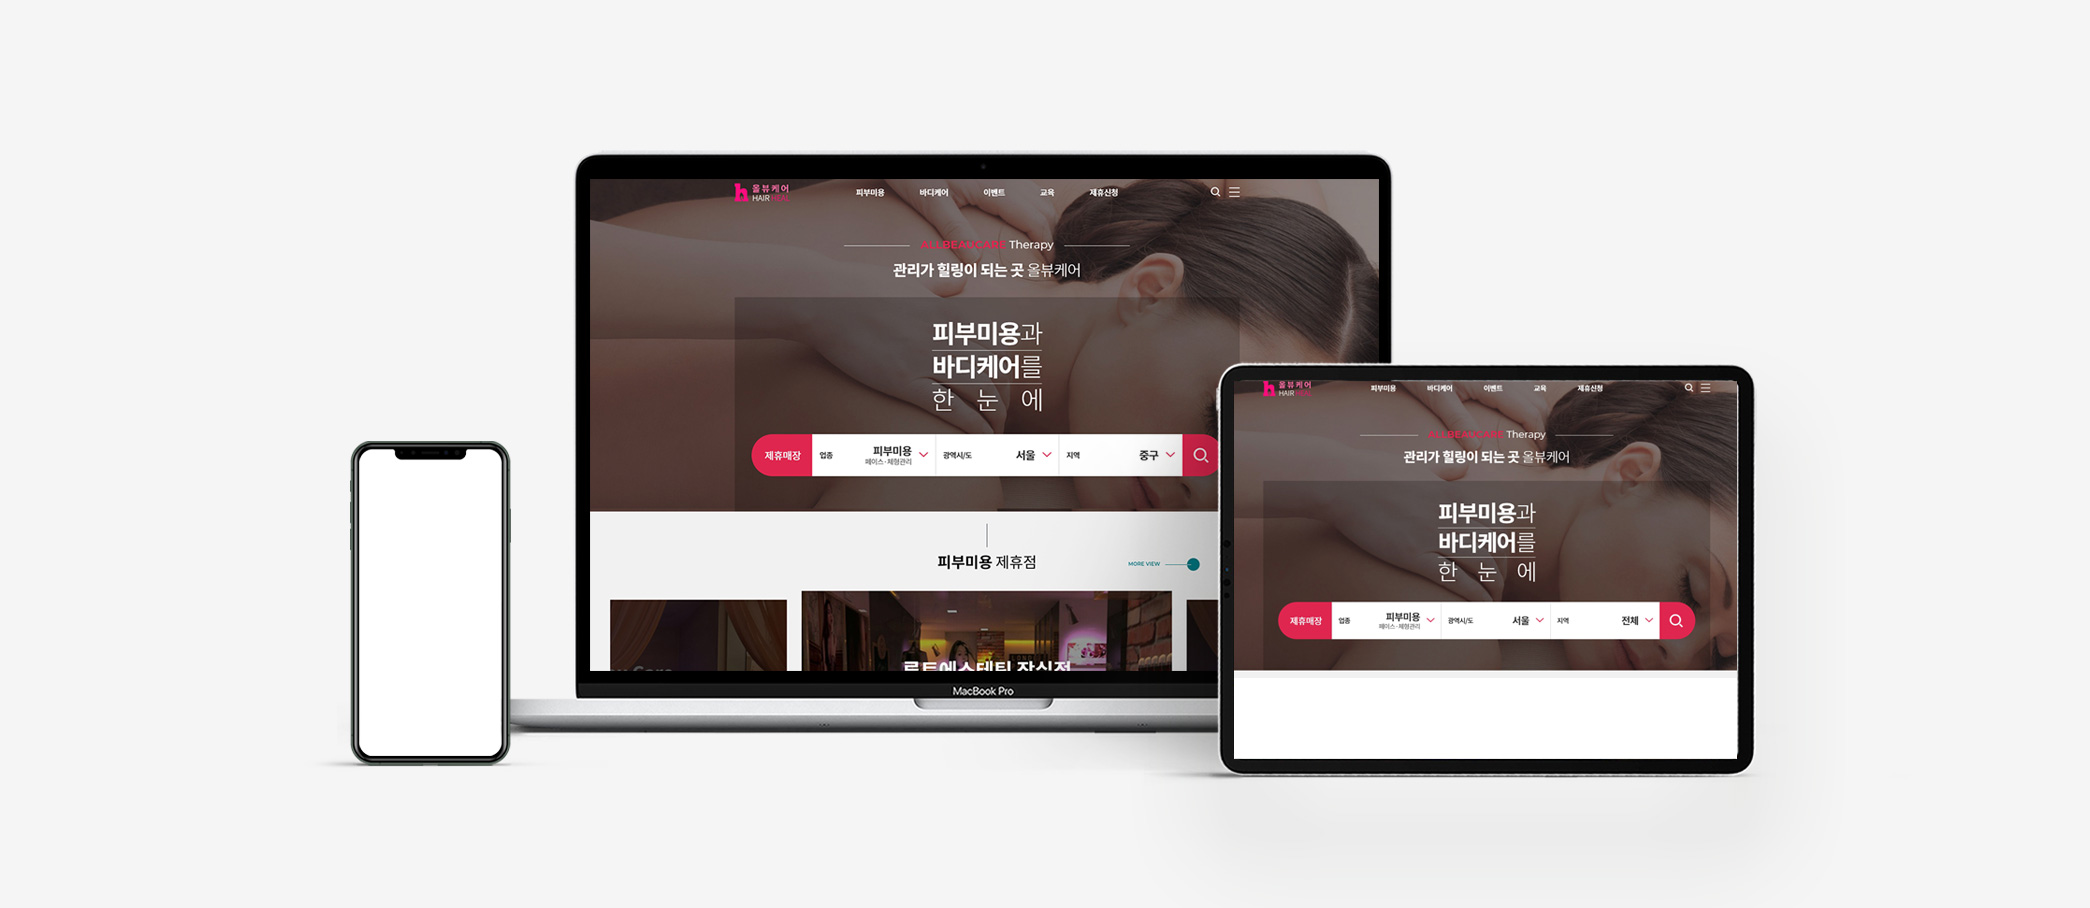 올뷰케어
HAIR HEAL
피부미용 바디케어 이벤트 교육 제휴신청
ALLBEAUCARE Therapy
관리가 힐링이 되는 곳 올뷰케어
피부미용과
바디케어를
한 눈 에
제휴매장 업종 피부미용 광역시/도 서울 지역 중구
페이스·체형관리
피부미용 제휴점
MORE VIEW
루트에스테틱 잠실점
MacBook Pro
올뷰케어
HAIR HEAL
피부미용 바디케어 이벤트 교육 제휴신청
ALLBEAUCARE Therapy
관리가 힐링이 되는 곳 올뷰케어
피부미용과
바디케어를
한 눈 에
제휴매장 업종 피부미용 광역시/도 서울 지역 전체
페이스·체형관리